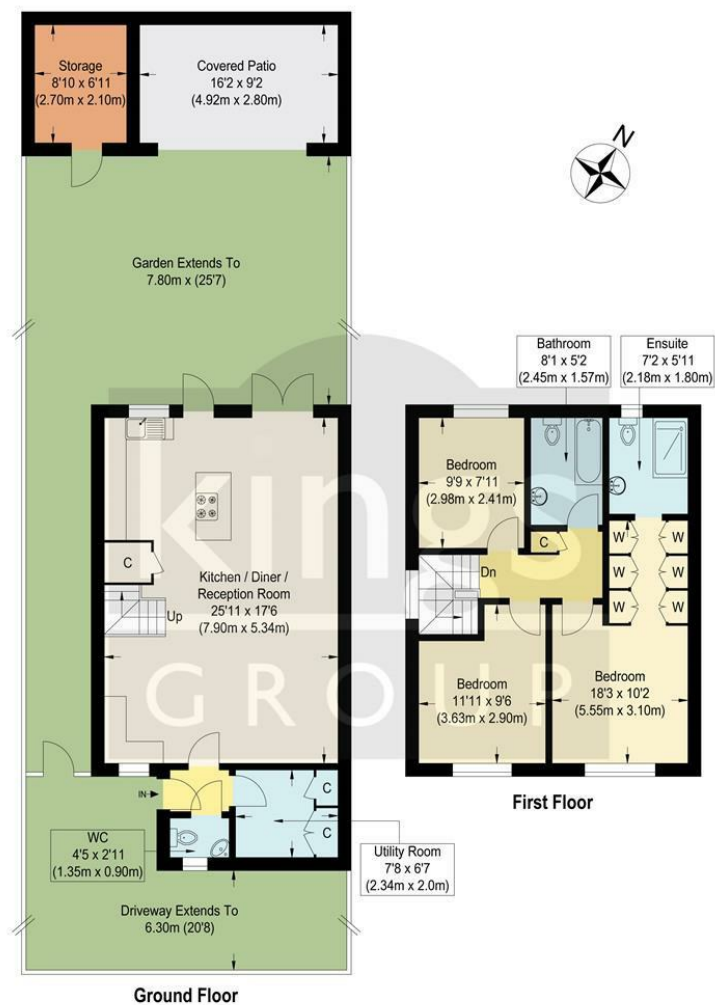 Storage
8'10 x 6'11
(2.70m x 2.10m)
Covered Patio
16'2 x 9'2
(4.92m x 2.80m)
N
Garden Extends To
7.80m x (25'7)
Bathroom
8'1 x 5'2
(2.45m x 1.57m)
Ensuite
7'2 x 5'11
(2.18m x 1.80m)
Bedroom
9'9 x 7'11
(2.98m x 2.41m)
kings
GROUP
C
Kitchen / Diner /
Reception Room
25'11 x 17'6
(7.90m x 5.34m)
Up
C
Dn
W
W
W
W
W
W
Bedroom
11'11 x 9'6
(3.63m x 2.90m)
Bedroom
18'3 x 10'2
(5.55m x 3.10m)
First Floor
IN
C
C
WC
4'5 x 2'11
(1.35m x 0.90m)
Utility Room
7'8 x 6'7
(2.34m x 2.0m)
Driveway Extends To
6.30m (20'8)
Ground Floor